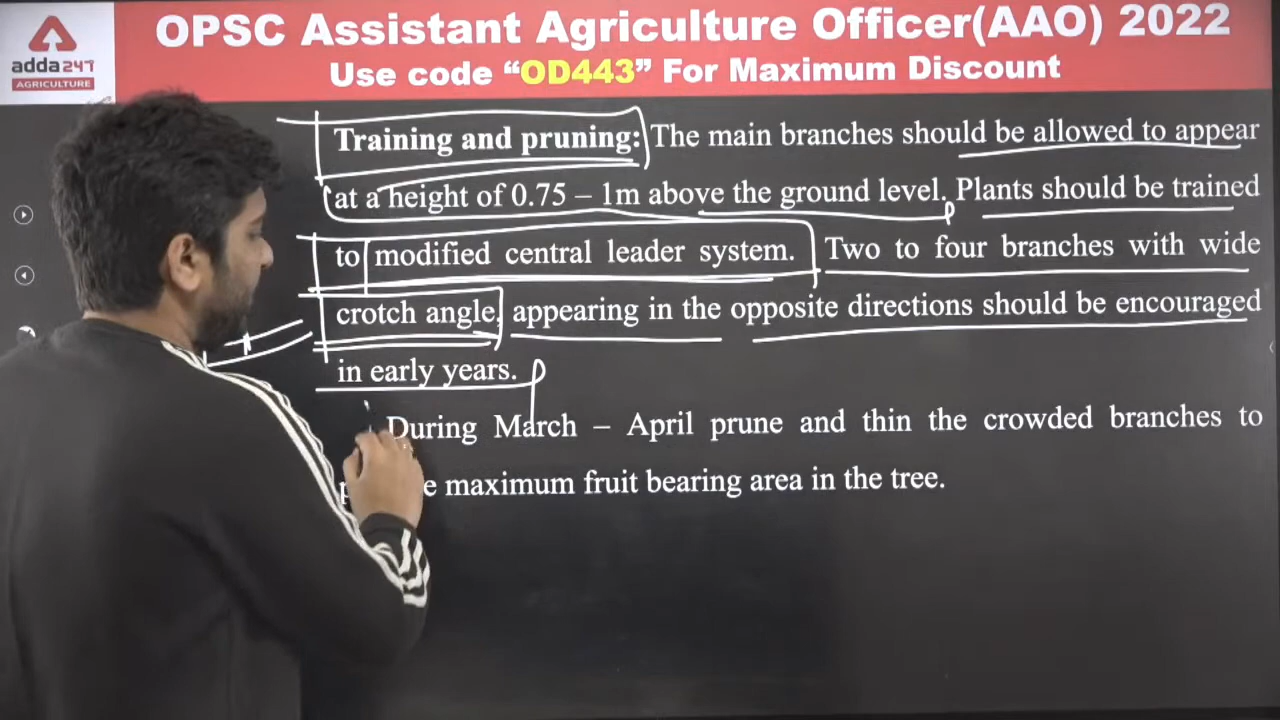 OPSC Assistant Agriculture Officer(AAO) 2022
adda247
AGRICULTURE
Use code “OD443” For Maximum Discount
Training and pruning: The main branches should be allowed to appear
at a height of 0.75 – 1m above the ground level. Plants should be trained
to modified central leader system. Two to four branches with wide
crotch angle, appearing in the opposite directions should be encouraged
in early years.
During March – April prune and thin the crowded branches to
maximum fruit bearing area in the tree.